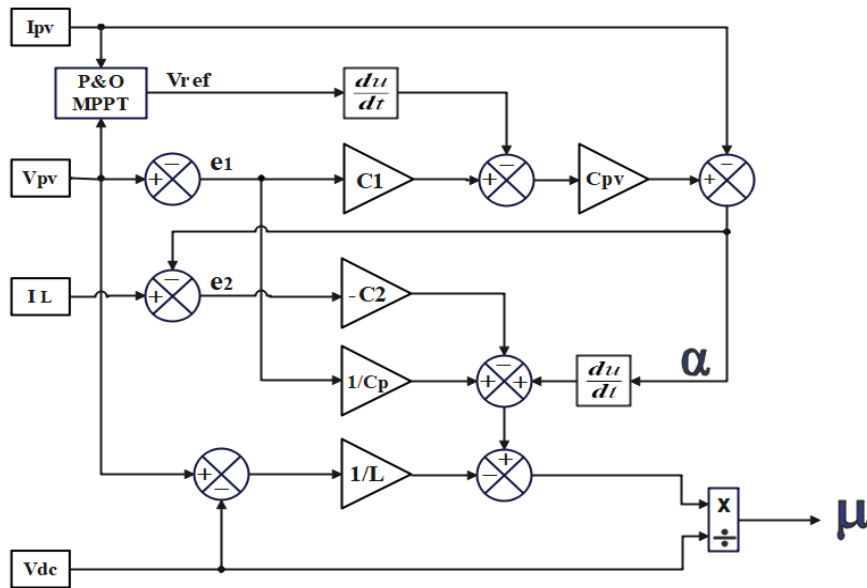 Ipv
P&O
MPPT
Vref
du
dt
−
−
Vpv
+
−
e1
C1
+
Cpv
+
−
IL
+
e2
-C2
−
1/Cp
+
+
du
dt
α
+
−
1/L
+
−
x
÷
μ
Vdc